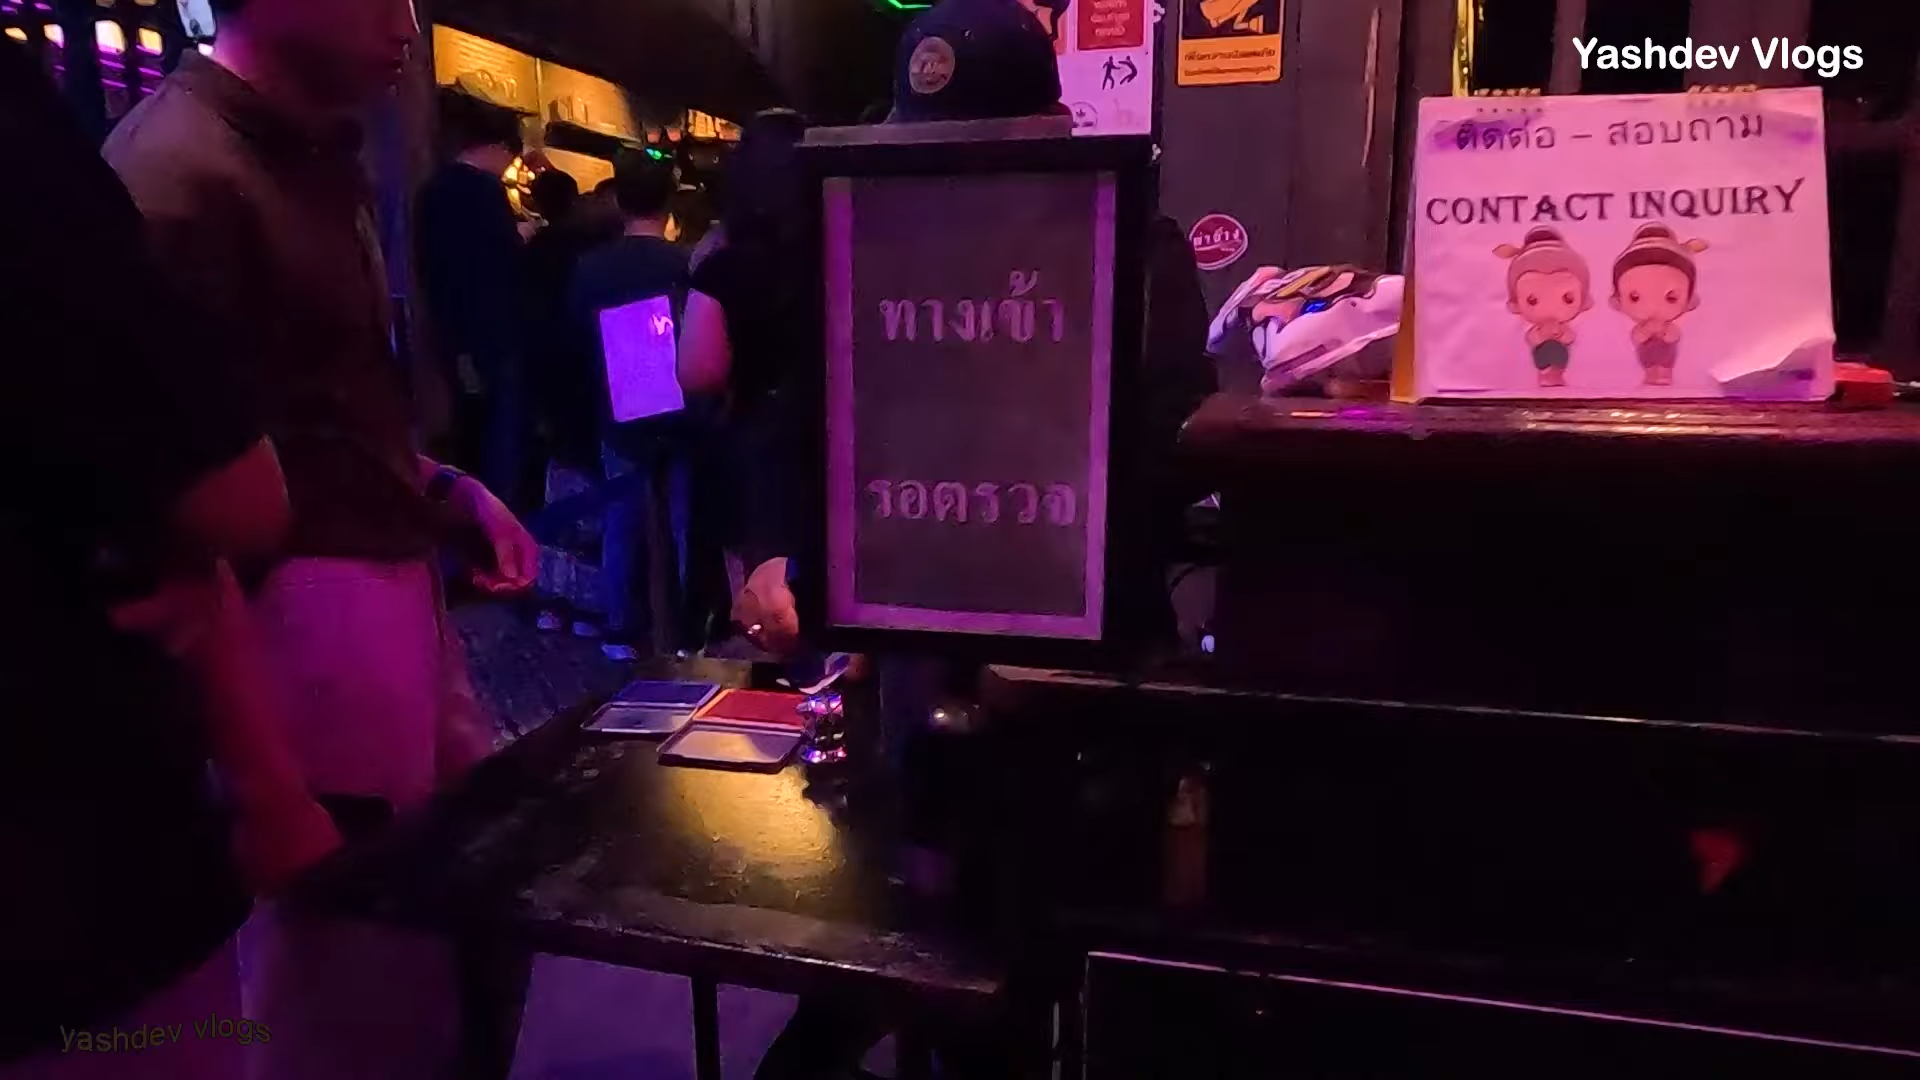 Yashdev Vlogs
ติดต่อ – สอบถาม
CONTACT INQUIRY
ทางเข้า
รอตรวจ
yashdev vlogs